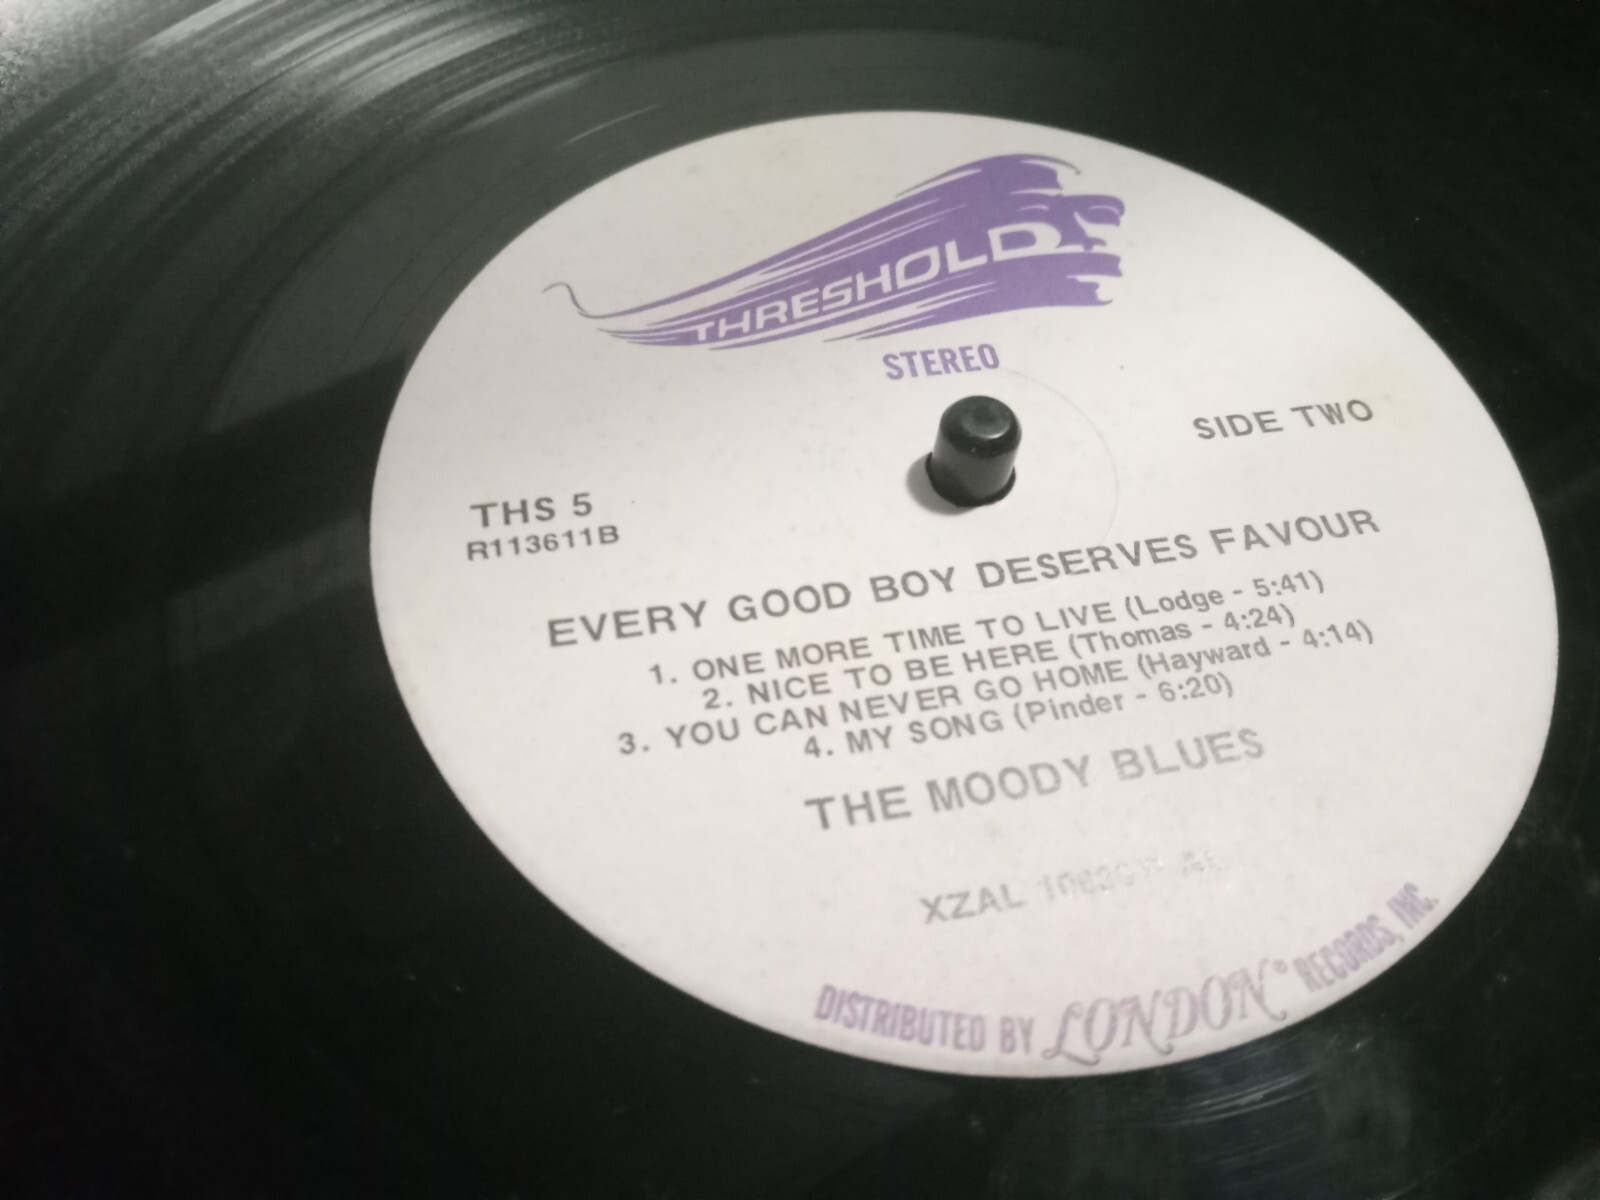 THRESHOLD
STEREO
SIDE TWO
THS 5
R113611B
EVERY GOOD BOY DESERVES FAVOUR
1. ONE MORE TIME TO LIVE (Lodge - 5:41)
2. NICE TO BE HERE (Thomas - 4:24)
3. YOU CAN NEVER GO HOME (Hayward - 4:14)
4. MY SONG (Pinder - 6:20)
THE MOODY BLUES
XZAL
DISTRIBUTED BY LONDON® RECORDS, INC.